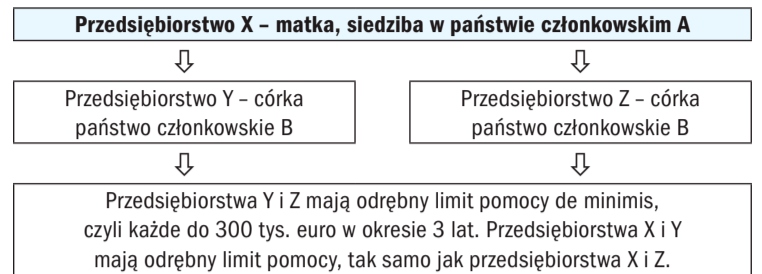 Przedsiębiorstwo X – matka, siedziba w państwie członkowskim A
Przedsiębiorstwo Y – córka
państwo członkowskie B
Przedsiębiorstwo Z – córka
państwo członkowskie B
Przedsiębiorstwa Y i Z mają odrębny limit pomocy de minimis,
czyli każde do 300 tys. euro w okresie 3 lat. Przedsiębiorstwa X i Y
mają odrębny limit pomocy, tak samo jak przedsiębiorstwa X i Z.